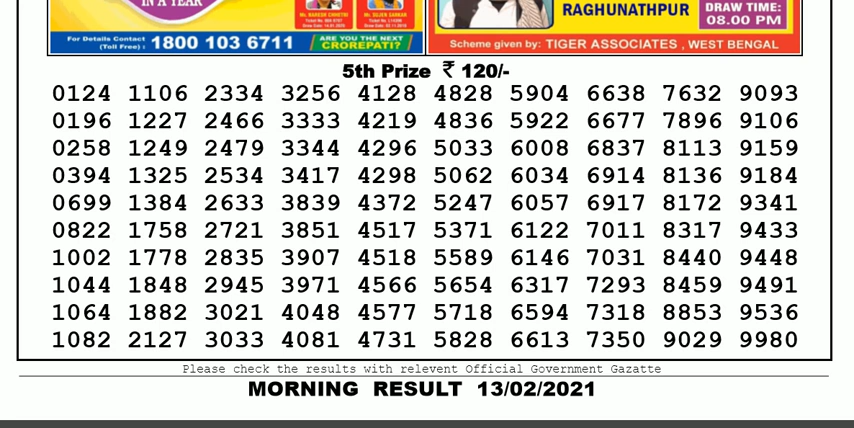 IN A YEAR
Mr. NARESH CHHETRI
Mr. SUJEN SARKAR
For Details Contact
(Toll Free) : 1800 103 6711
ARE YOU THE NEXT
CROREPATI?
RAGHUNATHPUR
DRAW TIME:
08.00 PM
Scheme given by: TIGER ASSOCIATES , WEST BENGAL
5th Prize ₹ 120/-
0124 1106 2334 3256 4128 4828 5904 6638 7632 9093
0196 1227 2466 3333 4219 4836 5922 6677 7896 9106
0258 1249 2479 3344 4296 5033 6008 6837 8113 9159
0394 1325 2534 3417 4298 5062 6034 6914 8136 9184
0699 1384 2633 3839 4372 5247 6057 6917 8172 9341
0822 1758 2721 3851 4517 5371 6122 7011 8317 9433
1002 1778 2835 3907 4518 5589 6146 7031 8440 9448
1044 1848 2945 3971 4566 5654 6317 7293 8459 9491
1064 1882 3021 4048 4577 5718 6594 7318 8853 9536
1082 2127 3033 4081 4731 5828 6613 7350 9029 9980
Please check the results with relevent Official Government Gazatte
MORNING RESULT 13/02/2021